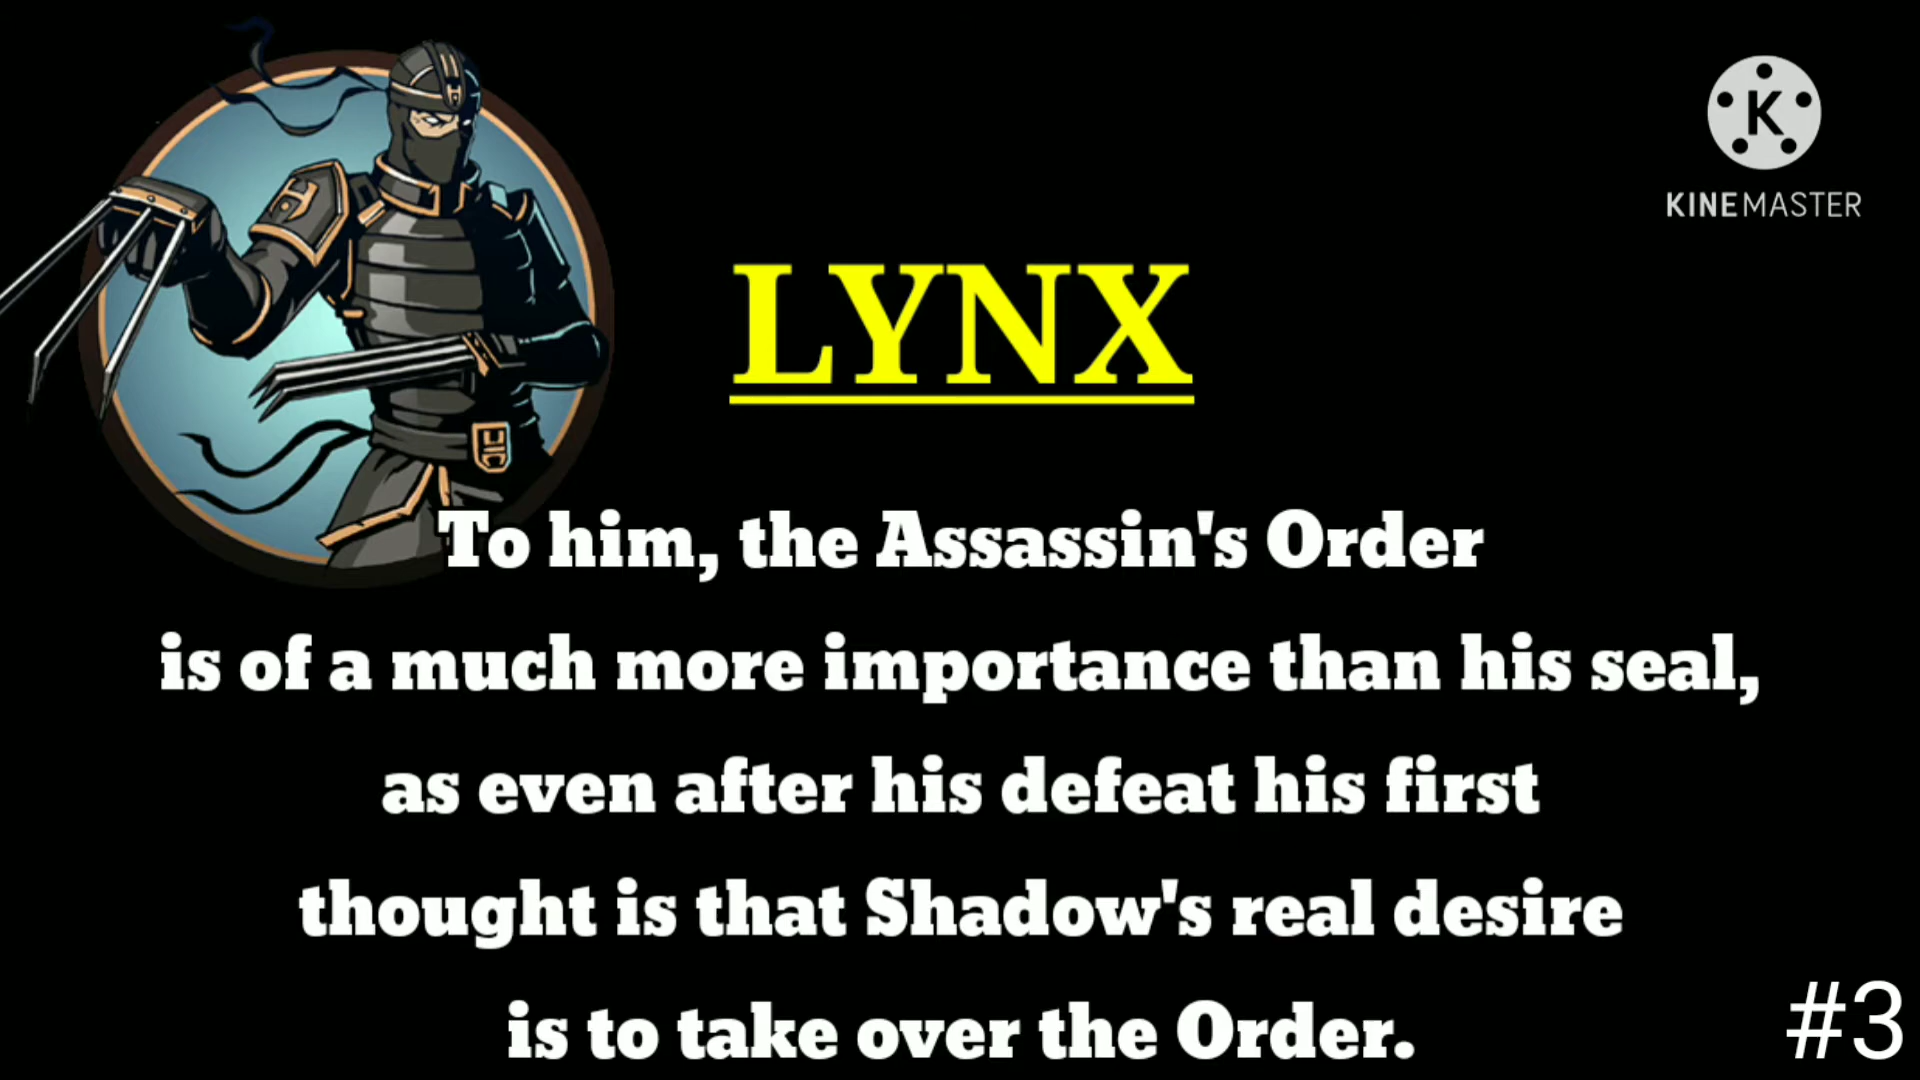 K
KINEMASTER
LYNX
To him, the Assassin's Order
is of a much more importance than his seal,
as even after his defeat his first
thought is that Shadow's real desire
is to take over the Order.
#3